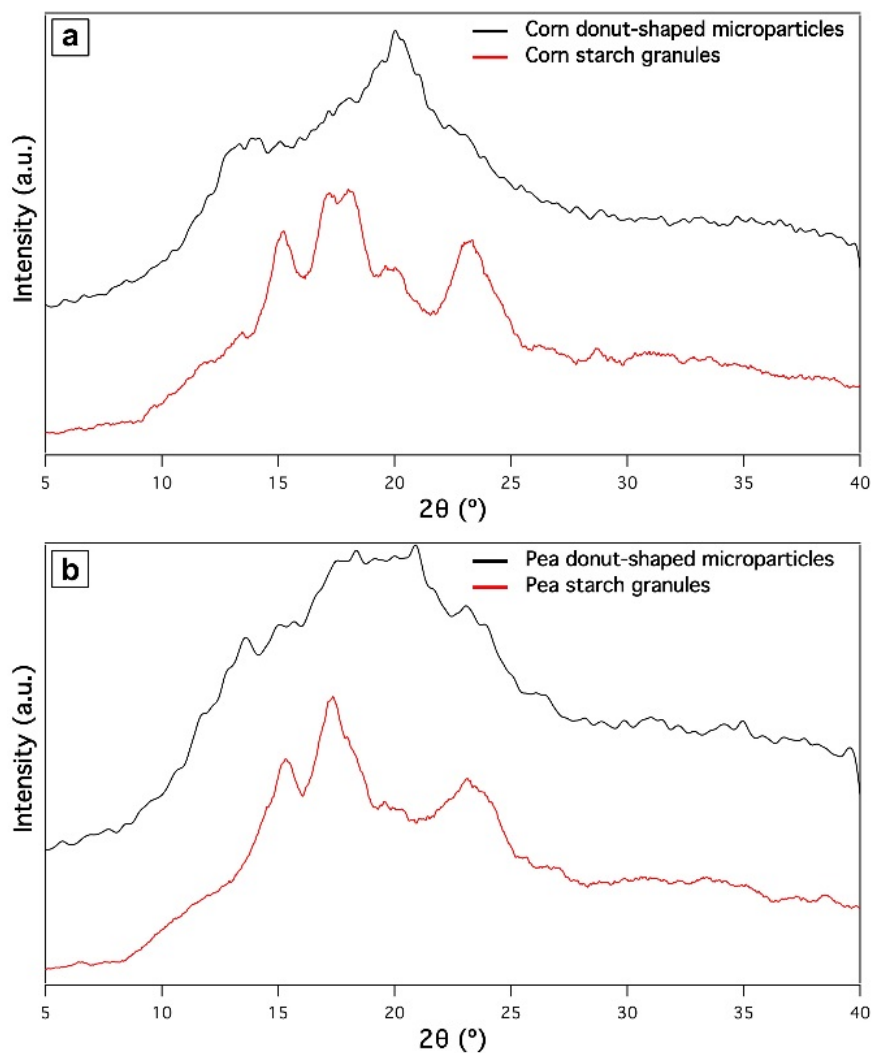 a
Corn donut-shaped microparticles
Corn starch granules
Intensity (a.u.)
5 10 15 20 25 30 35 40
2θ (º)
b
Pea donut-shaped microparticles
Pea starch granules
Intensity (a.u.)
5 10 15 20 25 30 35 40
2θ (º)